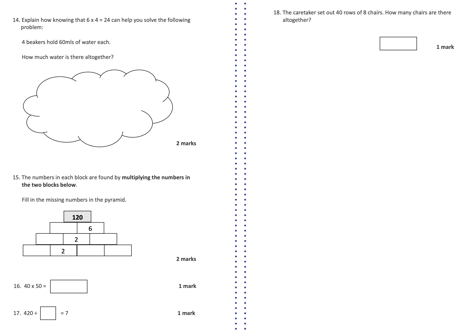 14. Explain how knowing that 6 x 4 = 24 can help you solve the following
problem:
4 beakers hold 60mls of water each.
How much water is there altogether?
2 marks
15. The numbers in each block are found by multiplying the numbers in
the two blocks below.
Fill in the missing numbers in the pyramid.
120
6
2
2
2 marks
16. 40 x 50 =
1 mark
17. 420 ÷ = 7
1 mark
18. The caretaker set out 40 rows of 8 chairs. How many chairs are there
altogether?
1 mark